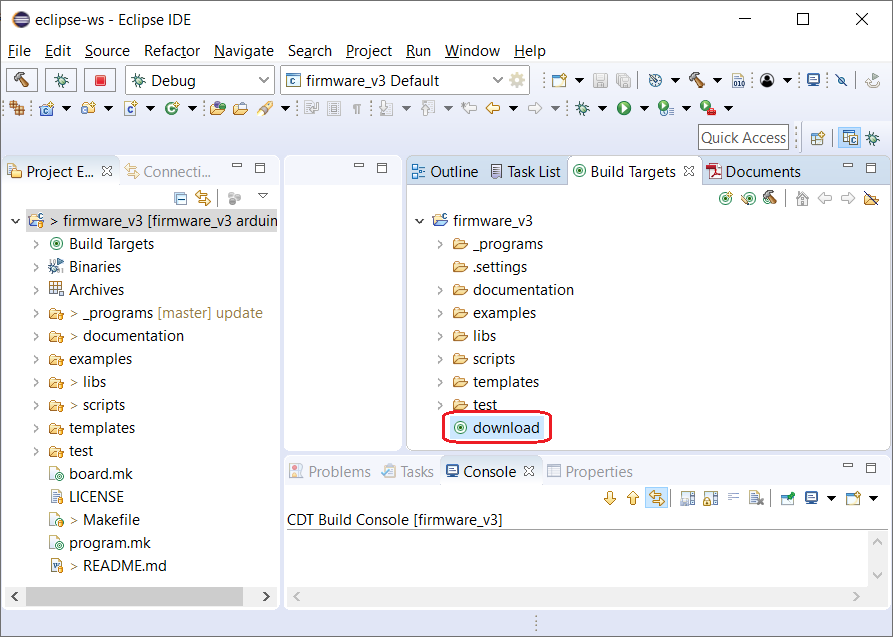 eclipse-ws - Eclipse IDE
File Edit Source Refactor Navigate Search Project Run Window Help
Debug
firmware_v3 Default
Quick Access
Project E...
Connecti...
> firmware_v3 [firmware_v3 arduin
Build Targets
Binaries
Archives
> _programs [master] update
> documentation
examples
> libs
> scripts
templates
test
board.mk
LICENSE
> Makefile
program.mk
> README.md
Outline
Task List
Build Targets
Documents
firmware_v3
_programs
.settings
documentation
examples
libs
scripts
templates
test
download
Problems
Tasks
Console
Properties
CDT Build Console [firmware_v3]